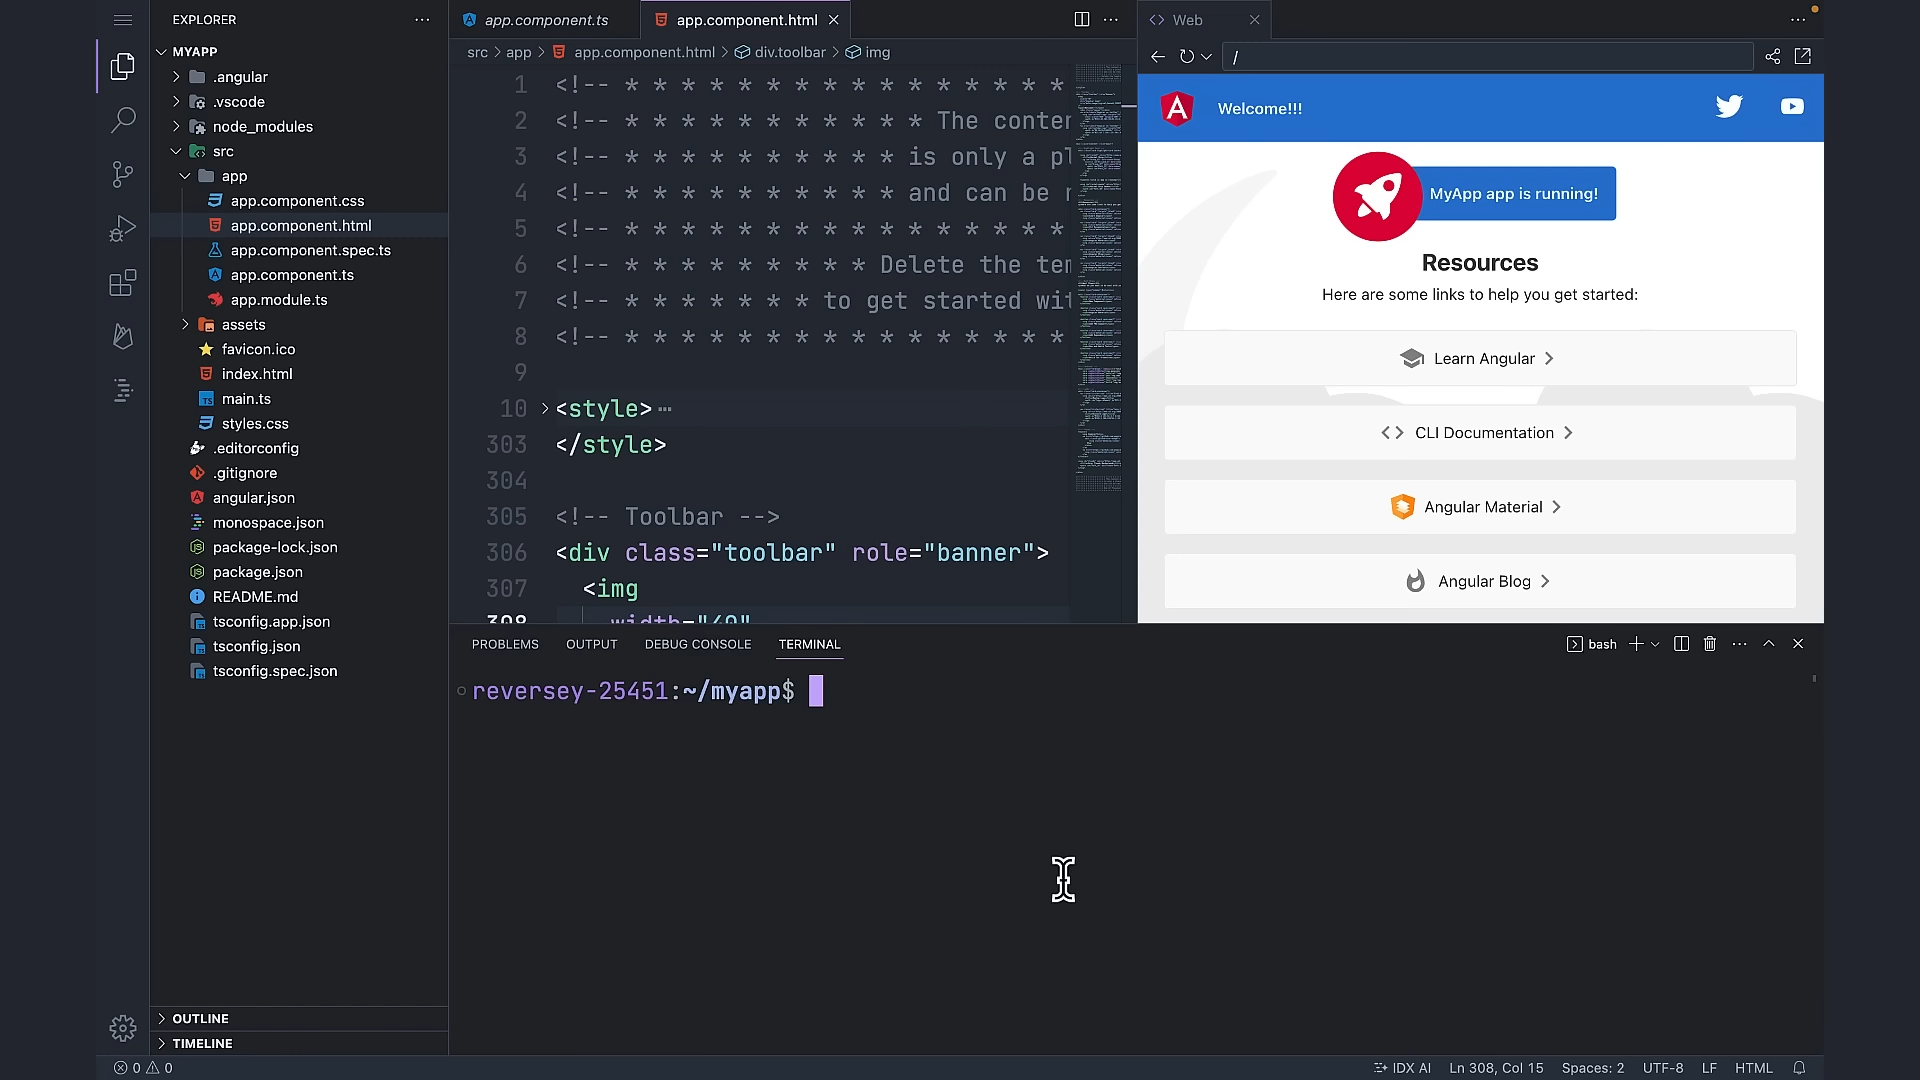 EXPLORER
MYAPP
.angular
.vscode
node_modules
src
app
app.component.css
app.component.html
app.component.spec.ts
app.component.ts
app.module.ts
assets
favicon.ico
index.html
main.ts
styles.css
.editorconfig
.gitignore
angular.json
monospace.json
package-lock.json
package.json
README.md
tsconfig.app.json
tsconfig.json
tsconfig.spec.json
OUTLINE
TIMELINE
app.component.ts
app.component.html
src > app > app.component.html > div.toolbar > img
1 <!-- * * * * * * * * * * * * * * * *
2 <!-- * * * * * * * * * * * The conten
3 <!-- * * * * * * * * * * is only a pl
4 <!-- * * * * * * * * * * and can be r
5 <!-- * * * * * * * * * * * * * * * *
6 <!-- * * * * * * * * * Delete the tem
7 <!-- * * * * * * * to get started wit
8 <!-- * * * * * * * * * * * * * * * *
9
10 <style>
303 </style>
304
305 <!-- Toolbar -->
306 <div class="toolbar" role="banner">
307 <img
308 width="40"
Web
/
Welcome!!!
MyApp app is running!
Resources
Here are some links to help you get started:
Learn Angular
CLI Documentation
Angular Material
Angular Blog
PROBLEMS OUTPUT DEBUG CONSOLE TERMINAL
bash
reversey-25451:~/myapp$
0 0
IDX AI Ln 308, Col 15 Spaces: 2 UTF-8 LF HTML